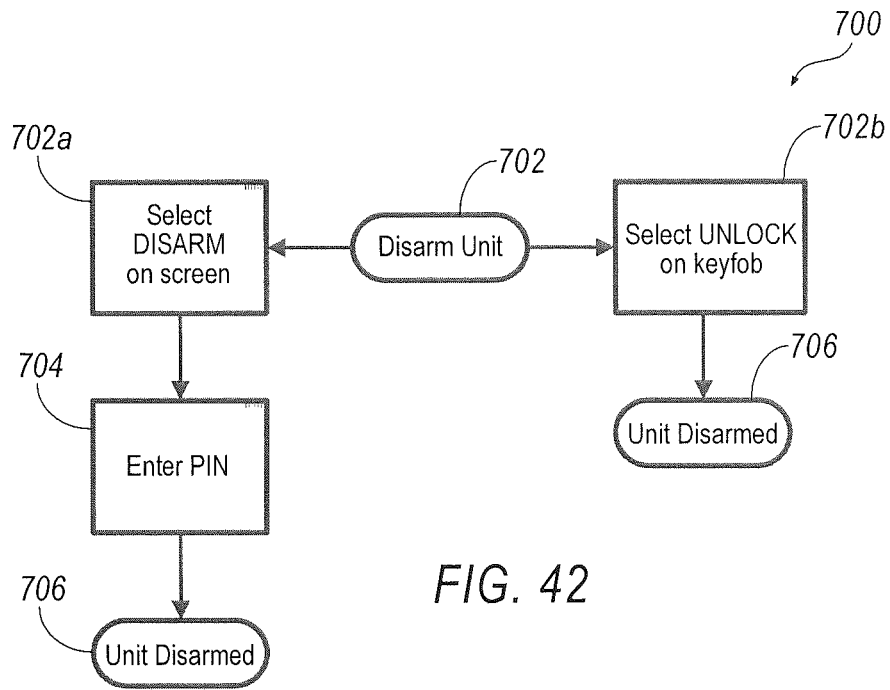 700
702a
702
702b
Select
DISARM
on screen
Disarm Unit
Select UNLOCK
on keyfob
704
706
Enter PIN
Unit Disarmed
FIG. 42
706
Unit Disarmed